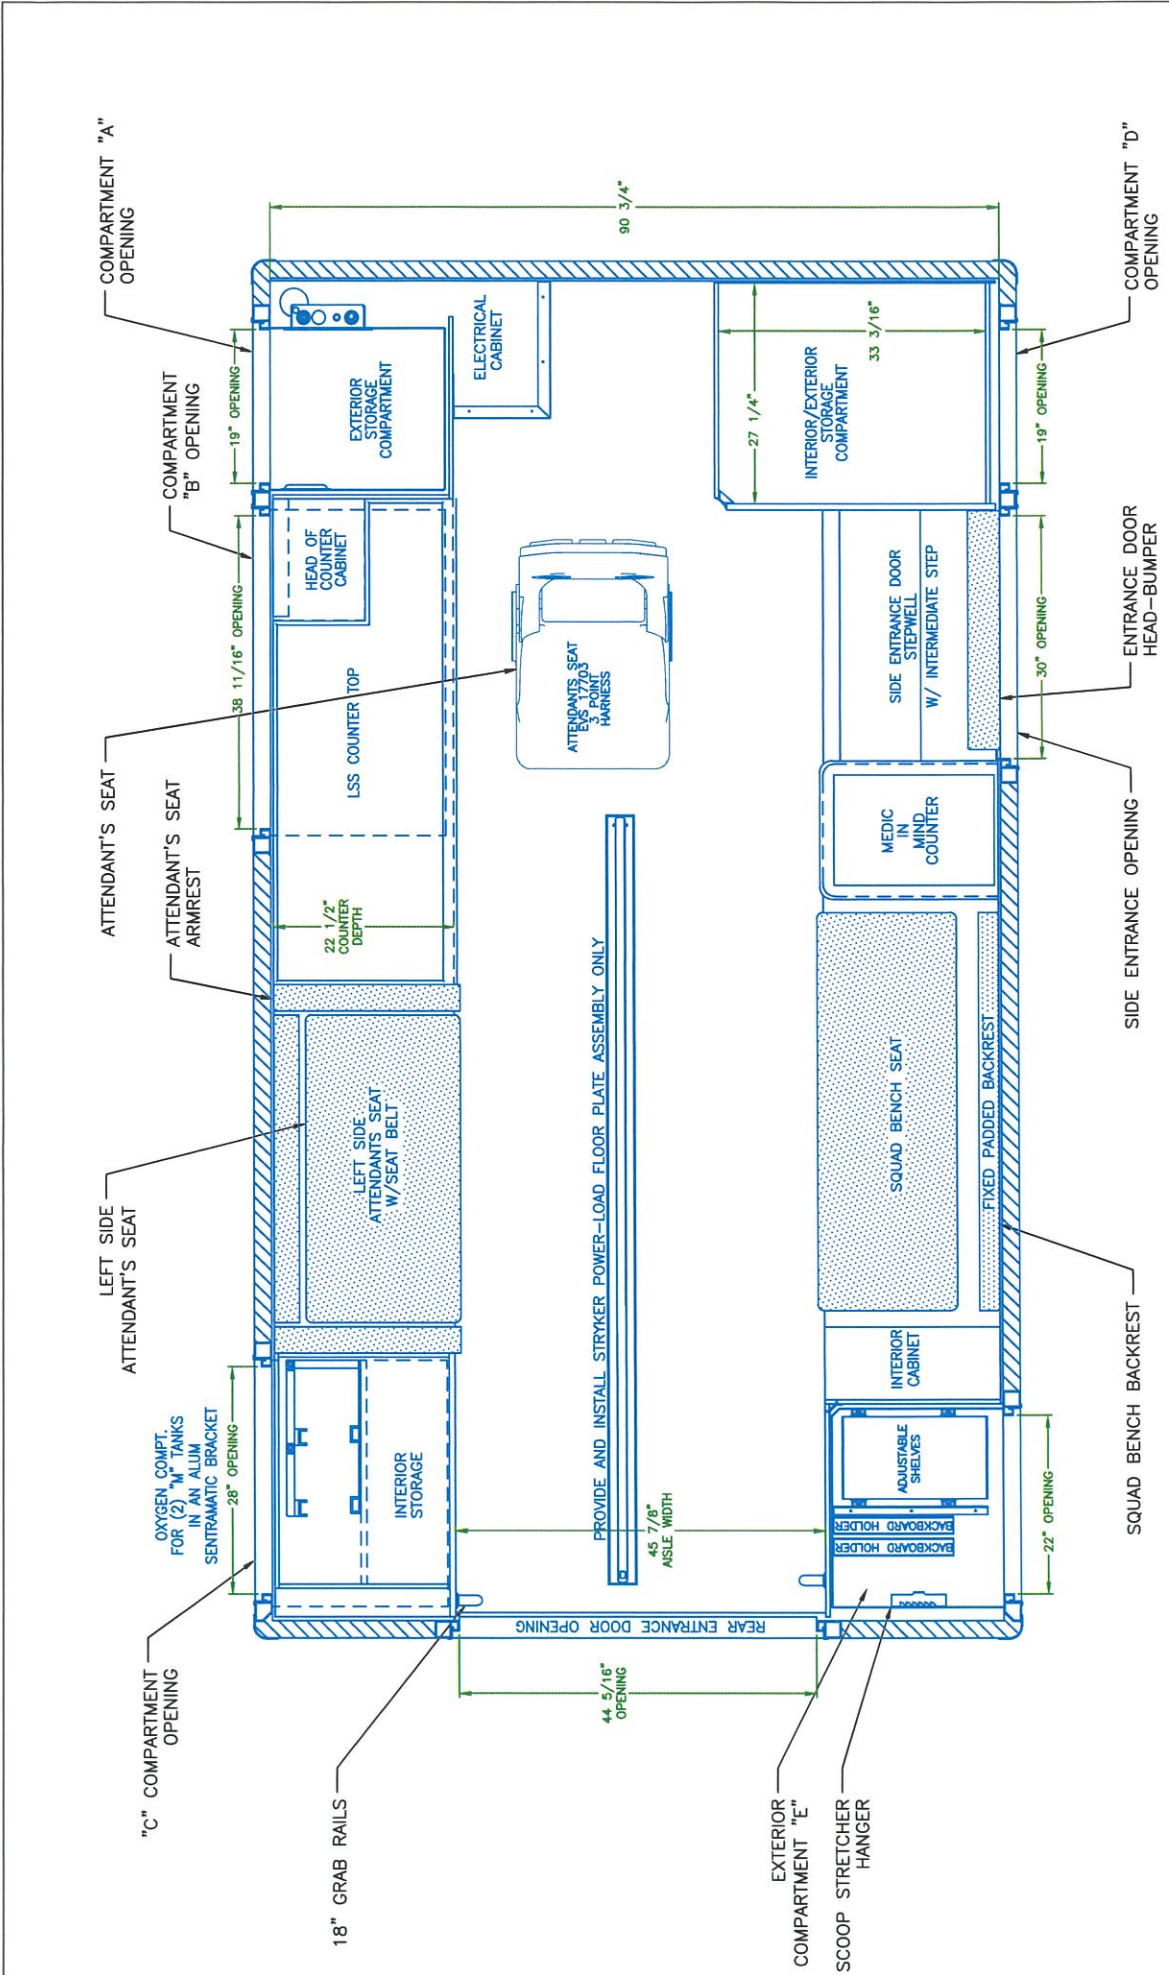 "C" COMPARTMENT
OPENING
OXYGEN COMPT.
FOR (2) "M" TANKS
IN AN ALUM
SENTRAMATIC BRACKET
28" OPENING
LEFT SIDE
ATTENDANT'S SEAT
ATTENDANT'S SEAT
ATTENDANT'S SEAT
ARMREST
38 11/16" OPENING
COMPARTMENT
"B" OPENING
19" OPENING
COMPARTMENT "A"
OPENING
18" GRAB RAILS
INTERIOR
STORAGE
LEFT SIDE
ATTENDANTS SEAT
W/SEAT BELT
22 1/2"
COUNTER
DEPTH
LSS COUNTER TOP
HEAD OF
COUNTER
CABINET
EXTERIOR
STORAGE
COMPARTMENT
ELECTRICAL
CABINET
90 3/4"
44 5/16"
OPENING
REAR ENTRANCE DOOR OPENING
45 7/8"
AISLE WIDTH
PROVIDE AND INSTALL STRYKER POWER-LOAD FLOOR PLATE ASSEMBLY ONLY
ATTENDANTS SEAT
EVS 17703
3 POINT
HARNESS
27 1/4"
33 3/16"
INTERIOR/EXTERIOR
STORAGE
COMPARTMENT
BACKBOARD HOLDER
BACKBOARD HOLDER
ADJUSTABLE
SHELVES
INTERIOR
CABINET
SQUAD BENCH SEAT
FIXED PADDED BACKREST
MEDIC
IN
MIND
COUNTER
SIDE ENTRANCE DOOR
STEPWELL
W/ INTERMEDIATE STEP
22" OPENING
30" OPENING
19" OPENING
EXTERIOR
COMPARTMENT "E"
SCOOP STRETCHER
HANGER
SQUAD BENCH BACKREST
SIDE ENTRANCE OPENING
ENTRANCE DOOR
HEAD-BUMPER
COMPARTMENT "D"
OPENING